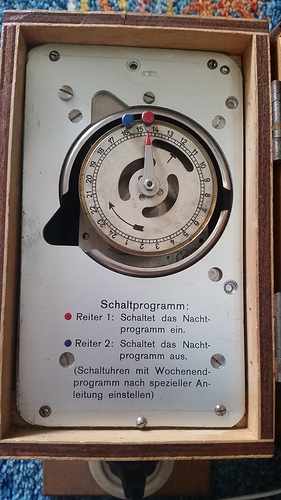 Schaltprogramm:
Reiter 1: Schaltet das Nacht-
programm ein.
Reiter 2: Schaltet das Nacht-
programm aus.
(Schaltuhren mit Wochenend-
programm nach spezieller An-
leitung einstellen)